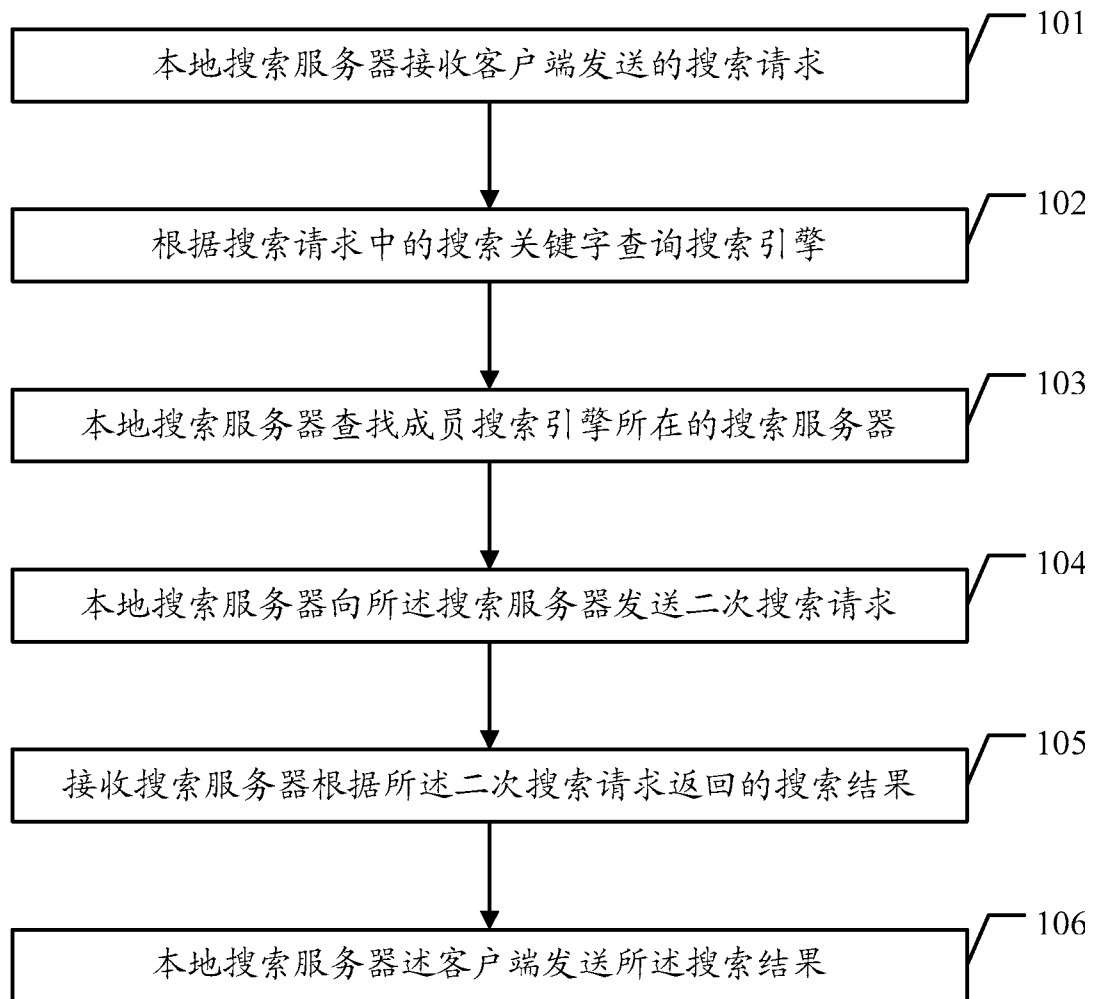 101
本地搜索服务器接收客户端发送的搜索请求
102
根据搜索请求中的搜索关键字查询搜索引擎
103
本地搜索服务器查找成员搜索引擎所在的搜索服务器
104
本地搜索服务器向所述搜索服务器发送二次搜索请求
105
接收搜索服务器根据所述二次搜索请求返回的搜索结果
106
本地搜索服务器述客户端发送所述搜索结果